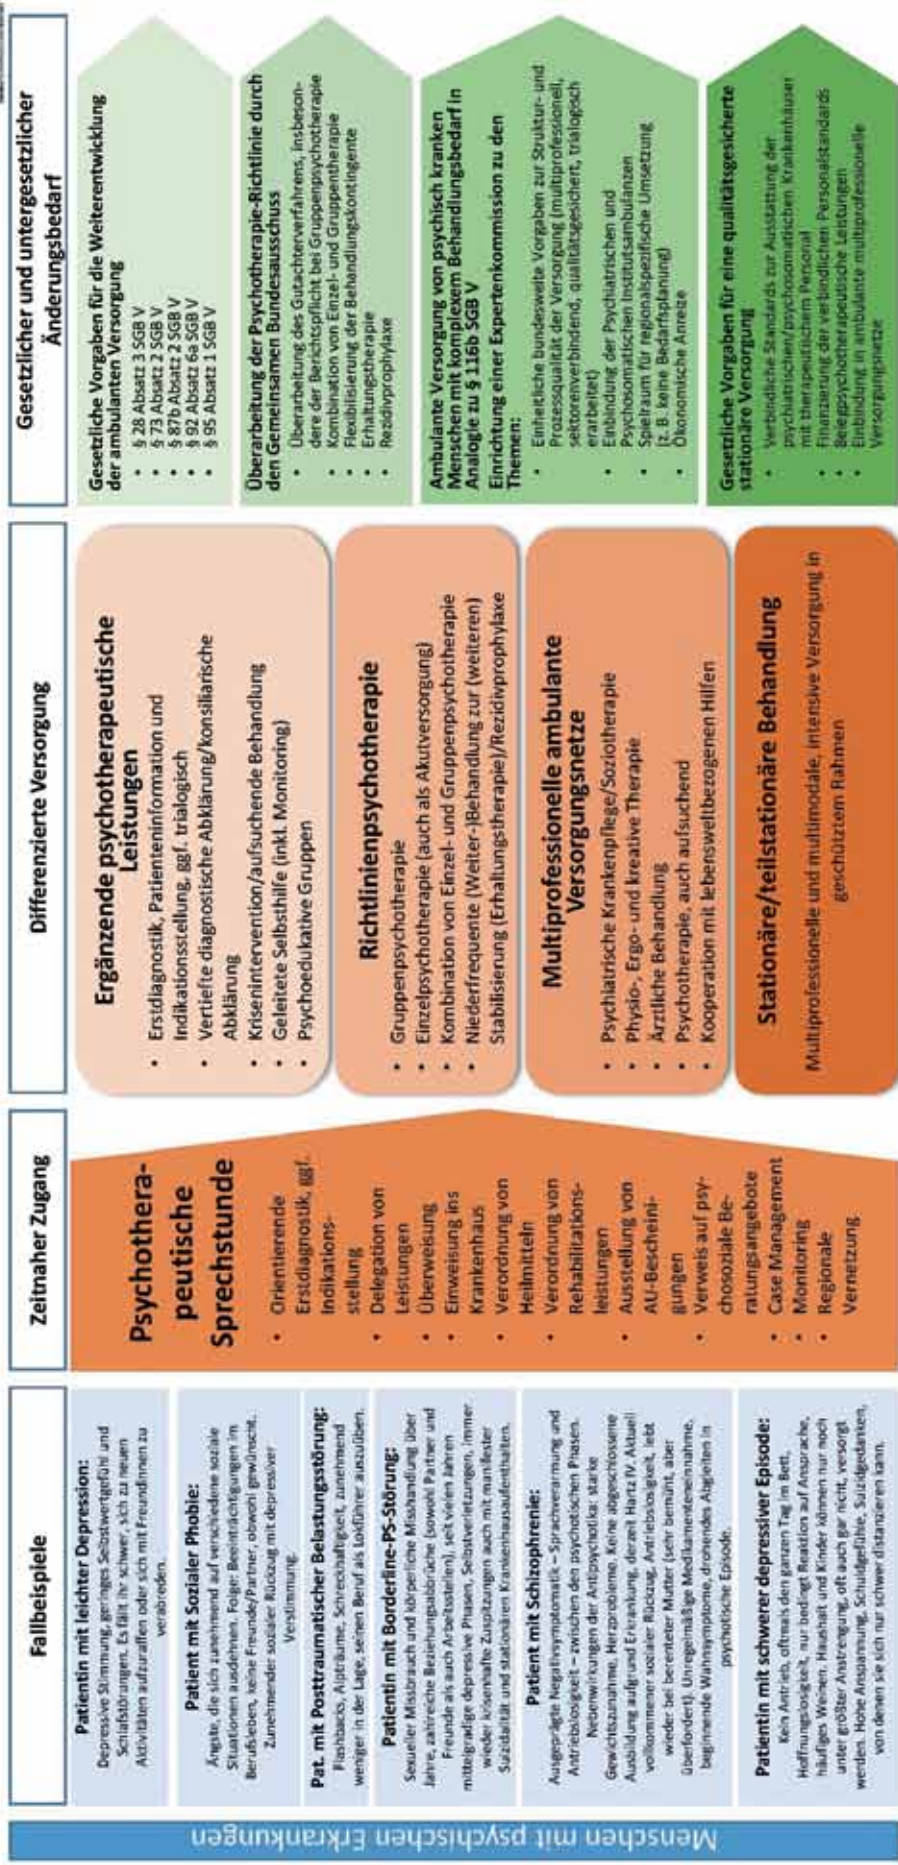 Menschen mit psychischen Erkrankungen
Fallbeispiele
Patientin mit leichter Depression:
Depressive Stimmung, geringes Selbstwertgefühl und
Schlafstörungen. Es fällt ihr schwer, sich zu neuen
Aktivitäten aufzuraffen oder sich mit Freundinnen zu
verabreden.
Patient mit Sozialer Phobie:
Ängste, die sich zunehmend auf verschiedene soziale
Situationen ausdehnen. Folge: Beeinträchtigungen im
Berufsleben, keine Freunde/Partner, obwohl gewünscht.
Zunehmender sozialer Rückzug mit depressiver
Verstimmung.
Pat. mit Posttraumatischer Belastungsstörung:
Flashbacks, Alpträume, Schreckhaftigkeit, zunehmend
weniger in der Lage, seinen Beruf als Lokführer auszuüben.
Patientin mit Borderline-PS-Störung:
Sexueller Missbrauch und körperliche Misshandlung über
Jahre, zahlreiche Beziehungsabbrüche (sowohl Partner und
Freunde als auch Arbeitsstellen), seit vielen Jahren
mittelgradige depressive Phasen, Selbstverletzungen, immer
wieder krisenhafte Zuspitzungen auch mit manifester
Suizidalität und stationären Krankenhausaufenthalten.
Patient mit Schizophrenie:
Ausgeprägte Negativsymptomatik – Sprachverarmung und
Antriebslosigkeit – zwischen den psychotischen Phasen.
Nebenwirkungen der Antipsychotika: starke
Gewichtszunahme, Herzprobleme. Keine abgeschlossene
Ausbildung aufgrund Erkrankung, derzeit Hartz IV. Aktuell
vollkommener sozialer Rückzug, Antriebslosigkeit, lebt
wieder bei berenteter Mutter (sehr bemüht, aber
überfordert). Unregelmäßige Medikamenteneinnahme,
beginnende Wahnsymptome, drohendes Abgleiten in
psychotische Episode.
Patientin mit schwerer depressiver Episode:
Kein Antrieb, oftmals den ganzen Tag im Bett,
Hoffnungslosigkeit, nur bedingt Reaktion auf Ansprache,
häufiges Weinen. Haushalt und Kinder können nur noch
unter größter Anstrengung, oft auch gar nicht, versorgt
werden. Hohe Anspannung, Schuldgefühle, Suizidgedanken,
von denen sie sich nur schwer distanzieren kann.
Zeitnaher Zugang
Psychothera-
peutische
Sprechstunde
• Orientierende
Erstdiagnostik, ggf.
Indikations-
stellung
• Delegation von
Leistungen
• Überweisung
• Einweisung ins
Krankenhaus
• Verordnung von
Heilmitteln
• Verordnung von
Rehabilitations-
leistungen
• Ausstellung von
AU-Bescheini-
gungen
• Verweis auf psy-
chosoziale Be-
ratungsangebote
• Case Management
• Monitoring
• Regionale
Vernetzung
Differenzierte Versorgung
Ergänzende psychotherapeutische
Leistungen
• Erstdiagnostik, Patienteninformation und
Indikationsstellung, ggf. trialogisch
• Vertiefte diagnostische Abklärung/konsiliarische
Abklärung
• Krisenintervention/aufsuchende Behandlung
• Geleitete Selbsthilfe (inkl. Monitoring)
• Psychoedukative Gruppen
Richtlinienpsychotherapie
• Gruppenpsychotherapie
• Einzelpsychotherapie (auch als Akutversorgung)
• Kombination von Einzel- und Gruppenpsychotherapie
• Niederfrequente (Weiter-)Behandlung zur (weiteren)
Stabilisierung (Erhaltungstherapie)/Rezidivprophylaxe
Multiprofessionelle ambulante
Versorgungsnetze
• Psychiatrische Krankenpflege/Soziotherapie
• Physio-, Ergo- und kreative Therapie
• Ärztliche Behandlung
• Psychotherapie, auch aufsuchend
• Kooperation mit lebensweltbezogenen Hilfen
Stationäre/teilstationäre Behandlung
Multiprofessionelle und multimodale, intensive Versorgung in
geschütztem Rahmen
Gesetzlicher und untergesetzlicher
Änderungsbedarf
Gesetzliche Vorgaben für die Weiterentwicklung
der ambulanten Versorgung
• § 28 Absatz 3 SGB V
• § 73 Absatz 2 SGB V
• § 87b Absatz 2 SGB V
• § 92 Absatz 6a SGB V
• § 95 Absatz 1 SGB V
Überarbeitung der Psychotherapie-Richtlinie durch
den Gemeinsamen Bundesausschuss
• Überarbeitung des Gutachterverfahrens, insbeson-
dere der Berichtspflicht bei Gruppenpsychotherapie
• Kombination von Einzel- und Gruppentherapie
• Flexibilisierung der Behandlungskontingente
• Erhaltungstherapie
• Rezidivprophylaxe
Ambulante Versorgung von psychisch kranken
Menschen mit komplexem Behandlungsbedarf in
Analogie zu § 116b SGB V
Einrichtung einer Expertenkommission zu den
Themen:
• Einheitliche bundesweite Vorgaben zur Struktur- und
Prozessqualität der Versorgung (multiprofessionell,
sektorenverbindend, qualitätsgesichert, trialogisch
erarbeitet)
• Einbindung der Psychiatrischen und
Psychosomatischen Institutsambulanzen
• Spielraum für regionalspezifische Umsetzung
(z. B. keine Bedarfsplanung)
• Ökonomische Anreize
Gesetzliche Vorgaben für eine qualitätsgesicherte
stationäre Versorgung
• Verbindliche Standards zur Ausstattung der
psychiatrischen/psychosomatischen Krankenhäuser
mit therapeutischem Personal
• Finanzierung der verbindlichen Personalstandards
• Belegpsychotherapeutische Leistungen
• Einbindung in ambulante multiprofessionelle
Versorgungsnetze